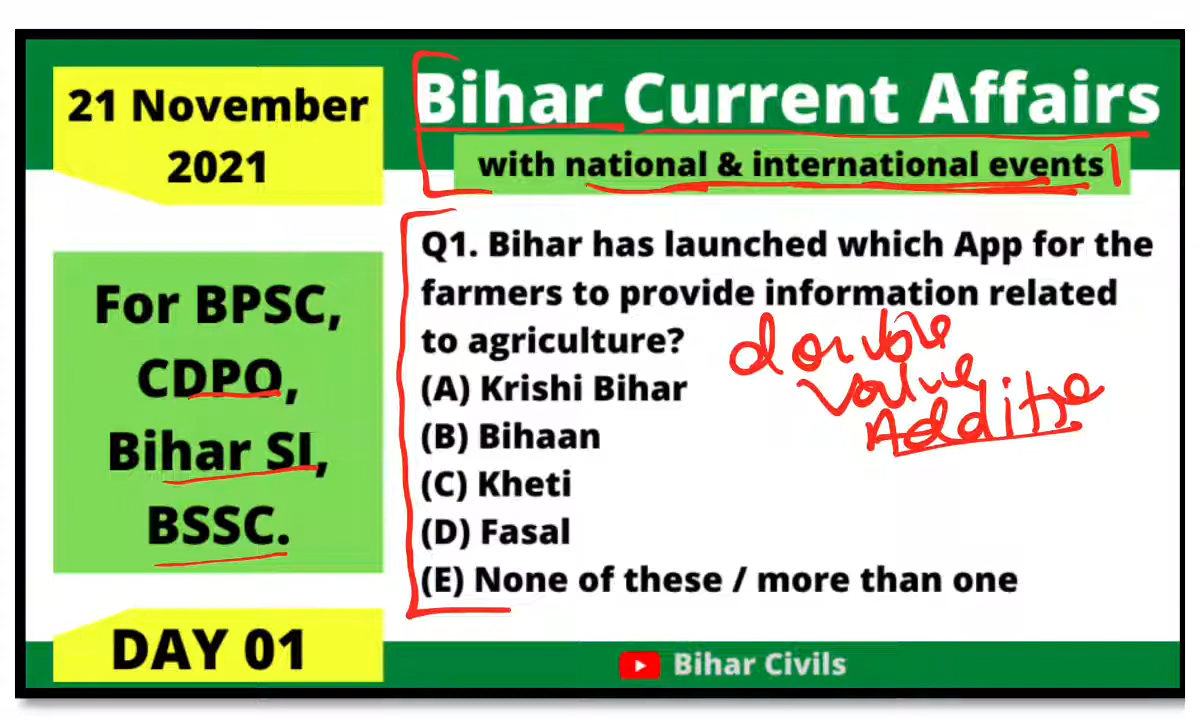 21 November
2021
Bihar Current Affairs
with national & international events
For BPSC,
CDPO,
Bihar SI,
BSSC.
DAY 01
Q1. Bihar has launched which App for the
farmers to provide information related
to agriculture?
(A) Krishi Bihar
(B) Bihaan
(C) Kheti
(D) Fasal
(E) None of these / more than one
double
value
Bihar Civils